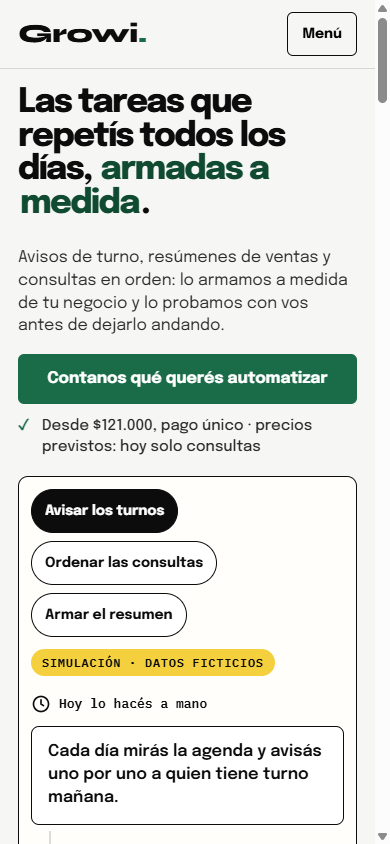 Growi.
Menú
Las tareas que
repetís todos los
días, armadas a
medida.
Avisos de turno, resúmenes de ventas y
consultas en orden: lo armamos a medida
de tu negocio y lo probamos con vos
antes de dejarlo andando.
Contanos qué querés automatizar
✓ Desde $121.000, pago único · precios
previstos: hoy solo consultas
Avisar los turnos
Ordenar las consultas
Armar el resumen
SIMULACIÓN · DATOS FICTICIOS
Hoy lo hacés a mano
Cada día mirás la agenda y avisás
uno por uno a quien tiene turno
mañana.